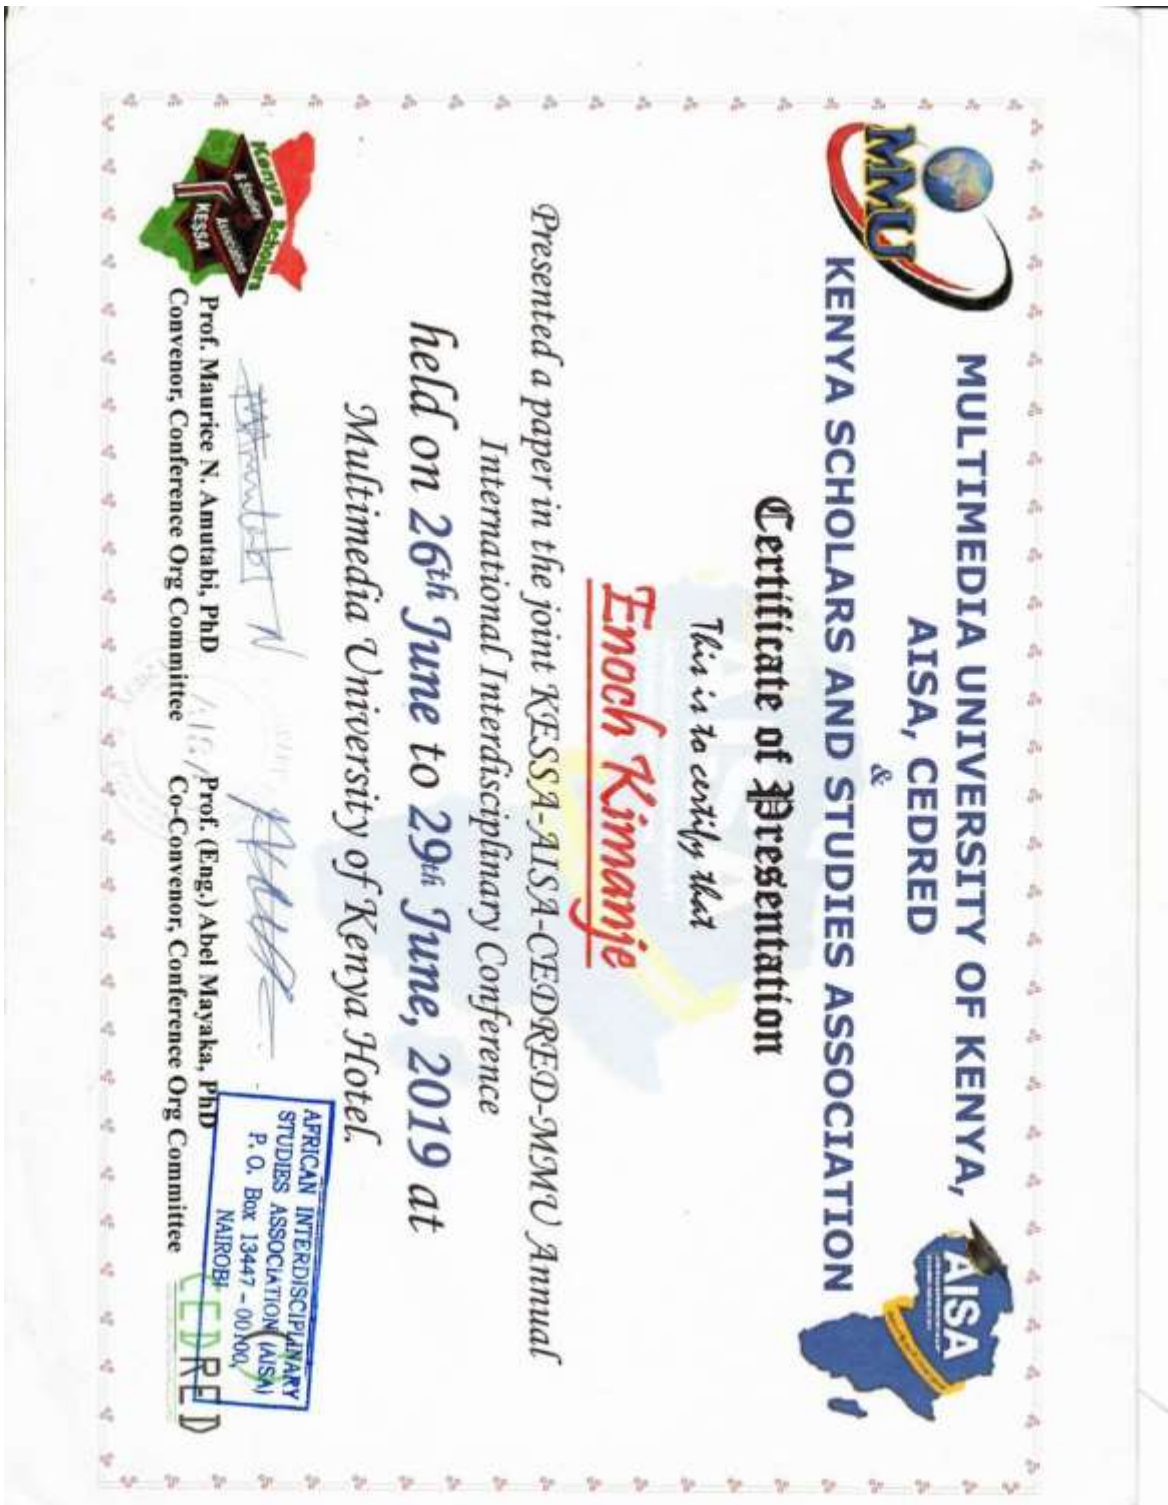 MMU
MULTIMEDIA UNIVERSITY OF KENYA,
AISA, CEDRED
&
KENYA SCHOLARS AND STUDIES ASSOCIATION
AISA
Certificate of Presentation
This is to certify that
Enoch Kimanje
Presented a paper in the joint KESSA-AISA-CEDRED-MMU Annual
International Interdisciplinary Conference
held on 26th June to 29th June, 2019 at
Multimedia University of Kenya Hotel.
Kenya Scholars
& Studies
Association
KESSA
Prof. Maurice N. Amutabi, PhD
Convenor, Conference Org Committee
Prof. (Eng.) Abel Mayaka, PhD
Co-Convenor, Conference Org Committee
AFRICAN INTERDISCIPLINARY
STUDIES ASSOCIATION (AISA)
P. O. Box 13447 - 00100,
NAIROBI
CEDRED